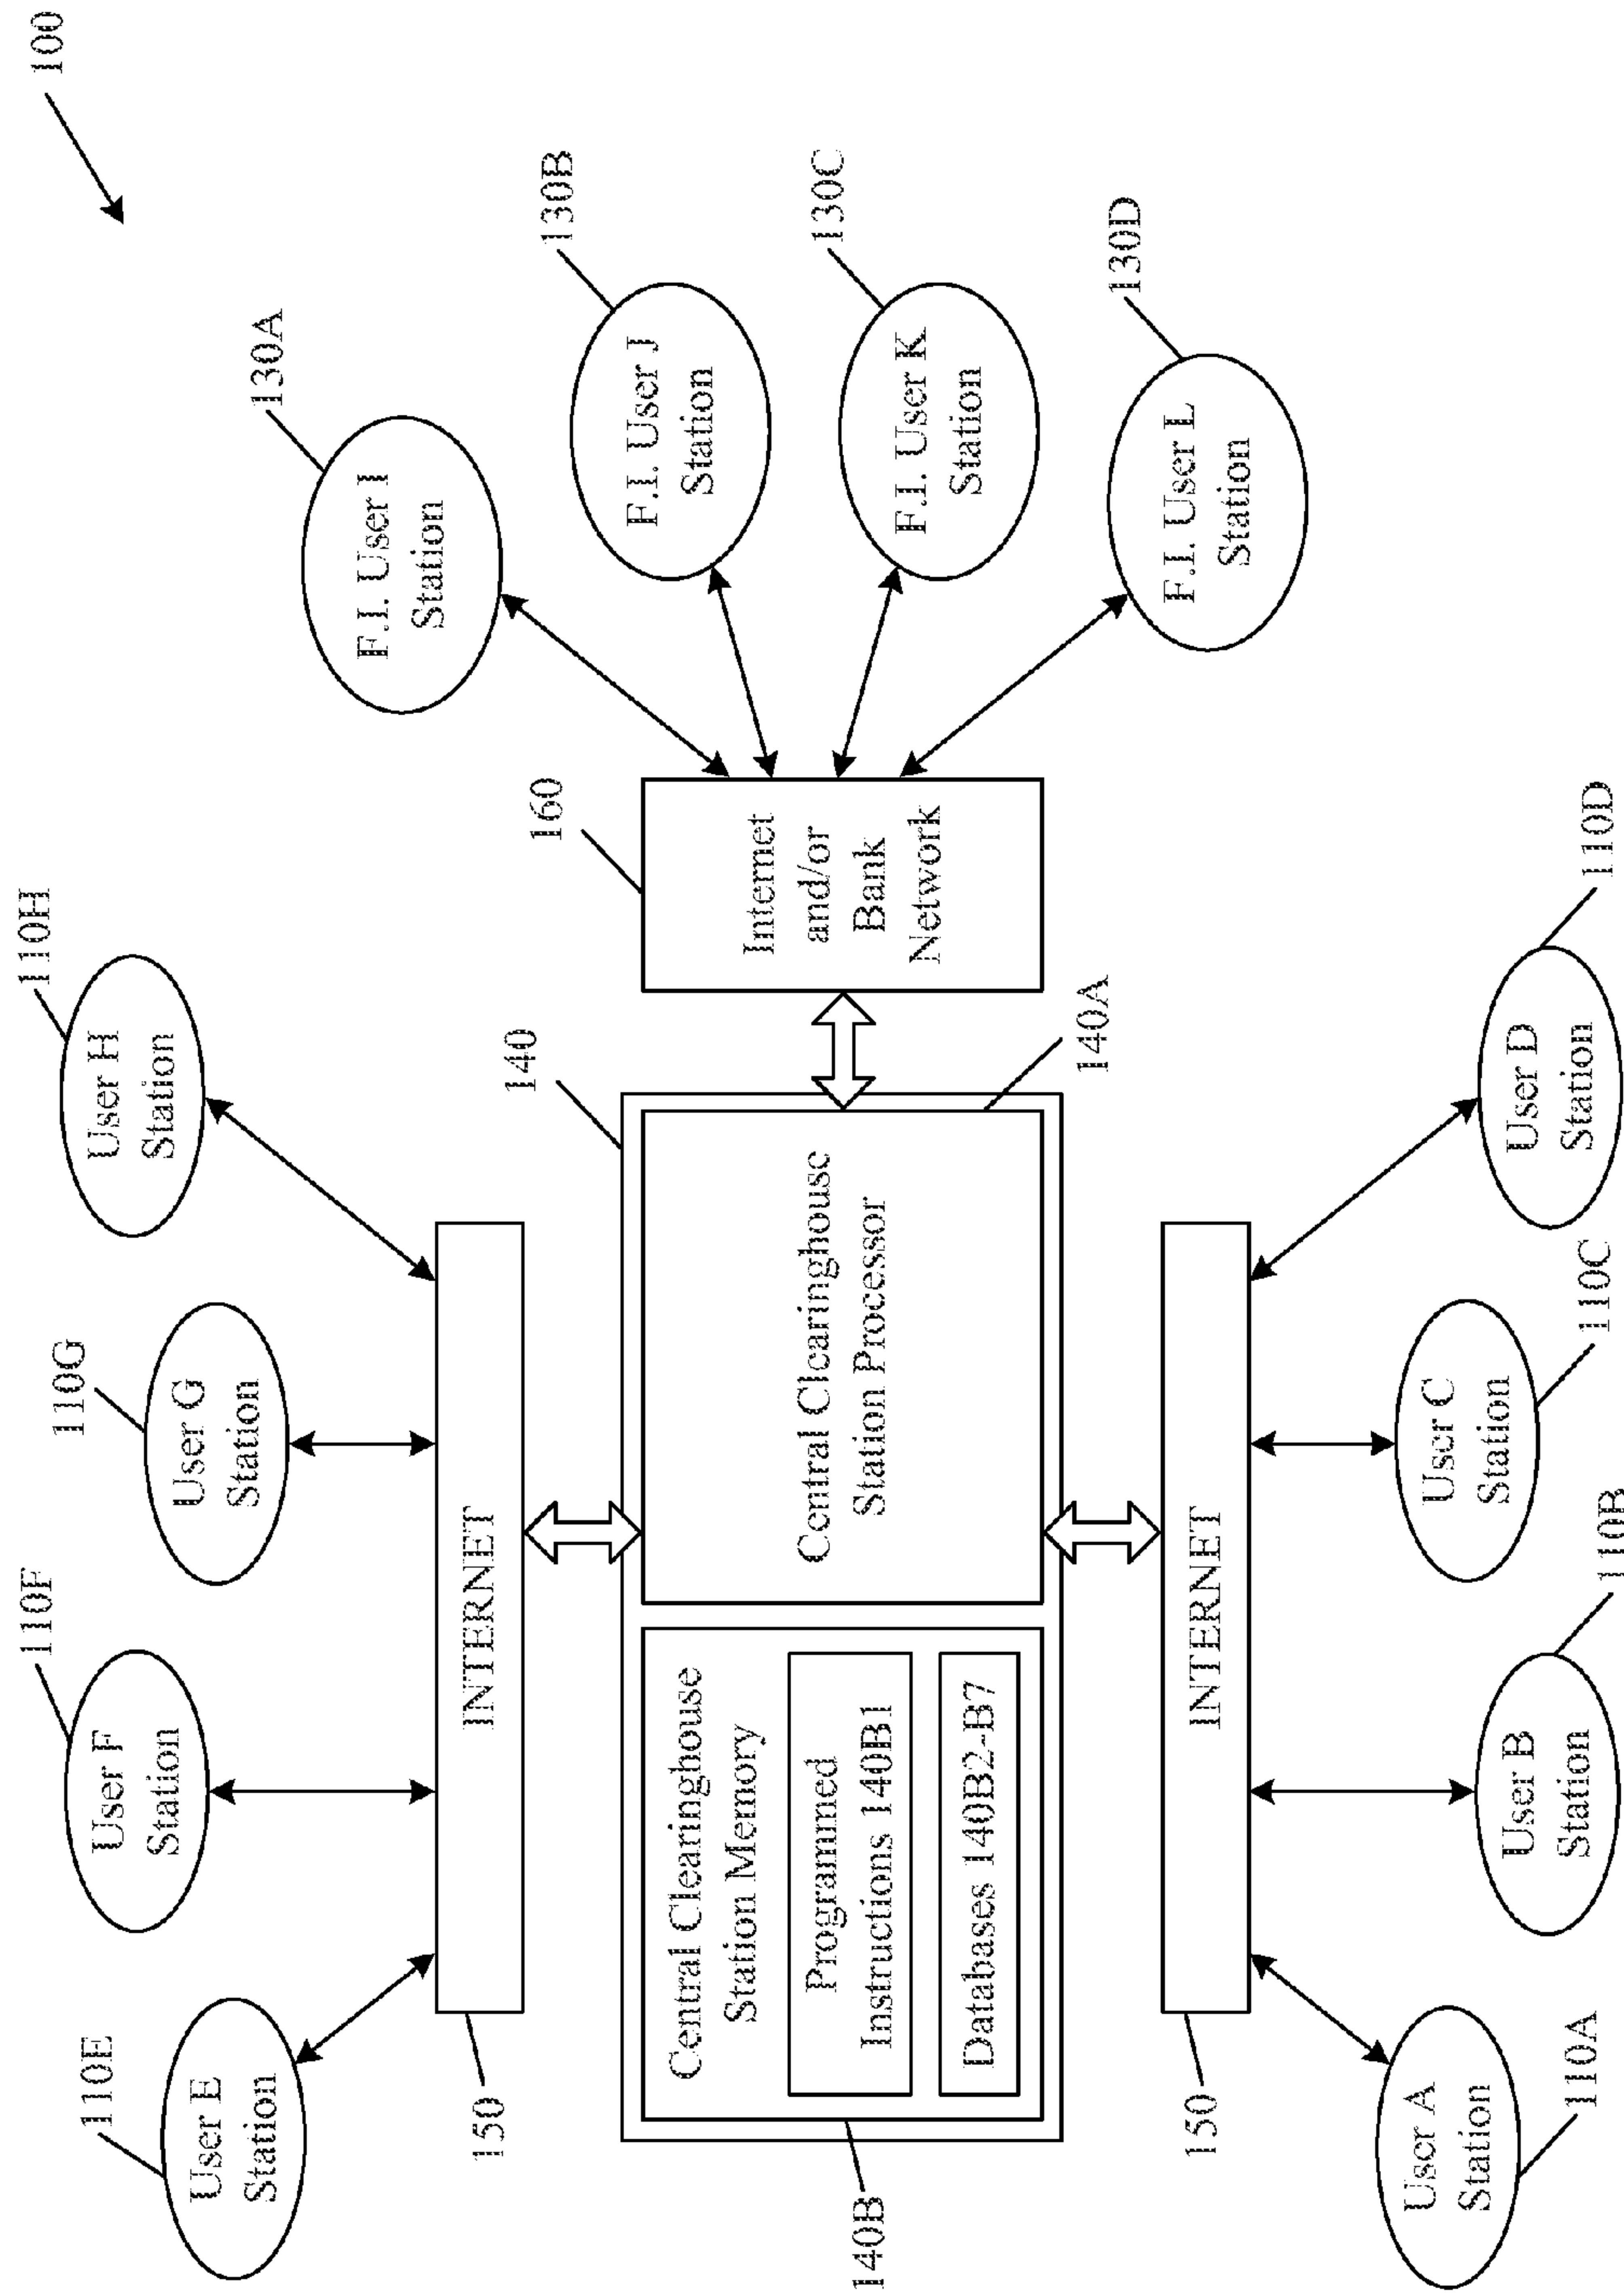 100
110E
110F
110G
110H
User E
Station
User F
Station
User G
Station
User H
Station
130A
F.I. User I
Station
130B
F.I. User J
Station
130C
F.I. User K
Station
130D
F.I. User L
Station
150
INTERNET
140
160
Central Clearinghouse
Station Memory
Programmed
Instructions 140B1
Databases 140B2-B7
Central Clearinghouse
Station Processor
Internet
and/or
Bank
Network
140B
140A
150
INTERNET
User A
Station
User B
Station
User C
Station
User D
Station
110A
110B
110C
110D